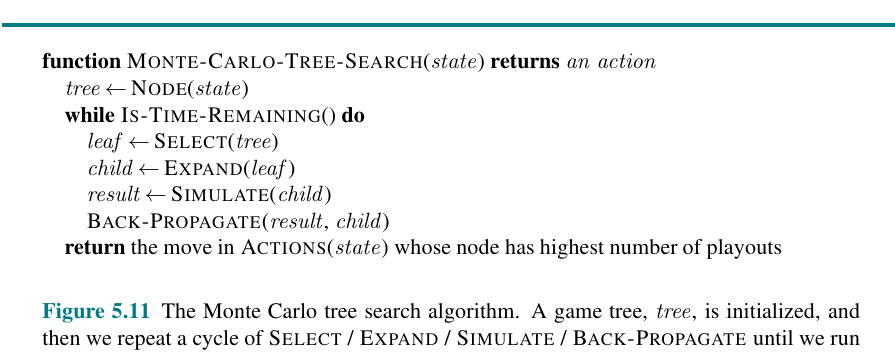 function MONTE-CARLO-TREE-SEARCH(state) returns an action
tree ← NODE(state)
while IS-TIME-REMAINING() do
leaf ← SELECT(tree)
child ← EXPAND(leaf)
result ← SIMULATE(child)
BACK-PROPAGATE(result, child)
return the move in ACTIONS(state) whose node has highest number of playouts
Figure 5.11 The Monte Carlo tree search algorithm. A game tree, tree, is initialized, and
then we repeat a cycle of SELECT / EXPAND / SIMULATE / BACK-PROPAGATE until we run